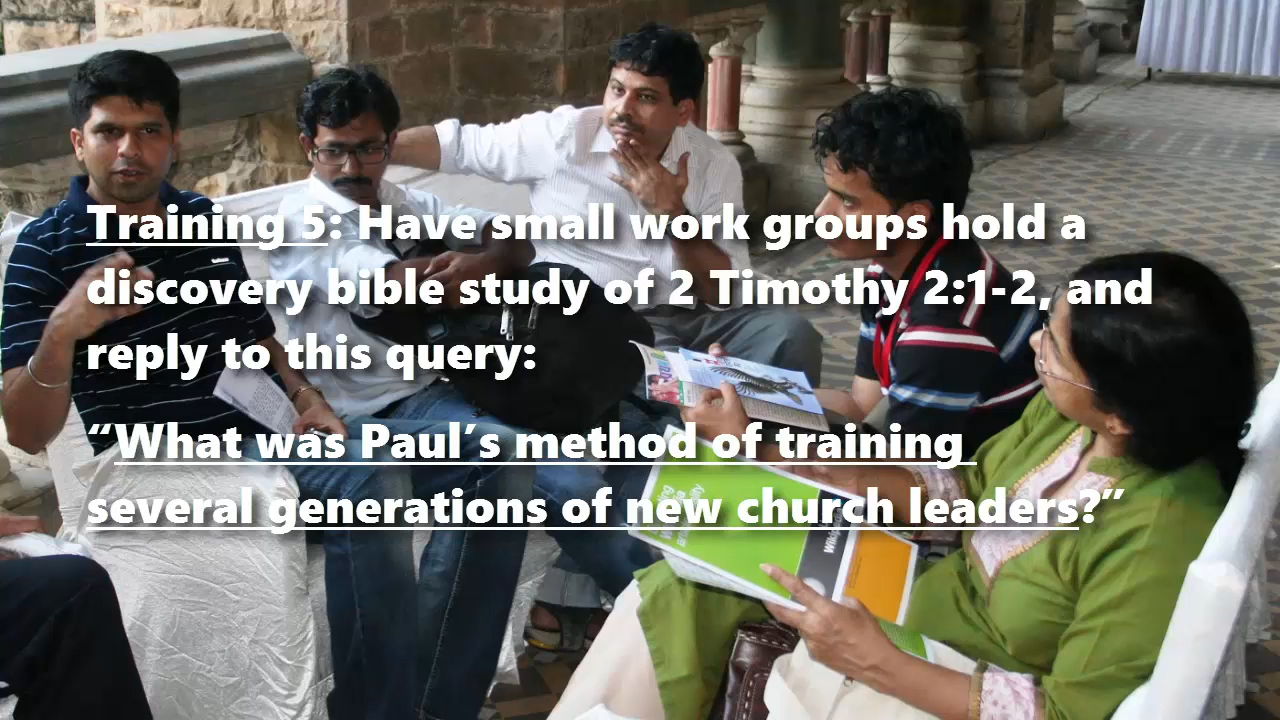 Training 5: Have small work groups hold a
discovery bible study of 2 Timothy 2:1-2, and
reply to this query:
“What was Paul’s method of training
several generations of new church leaders?”